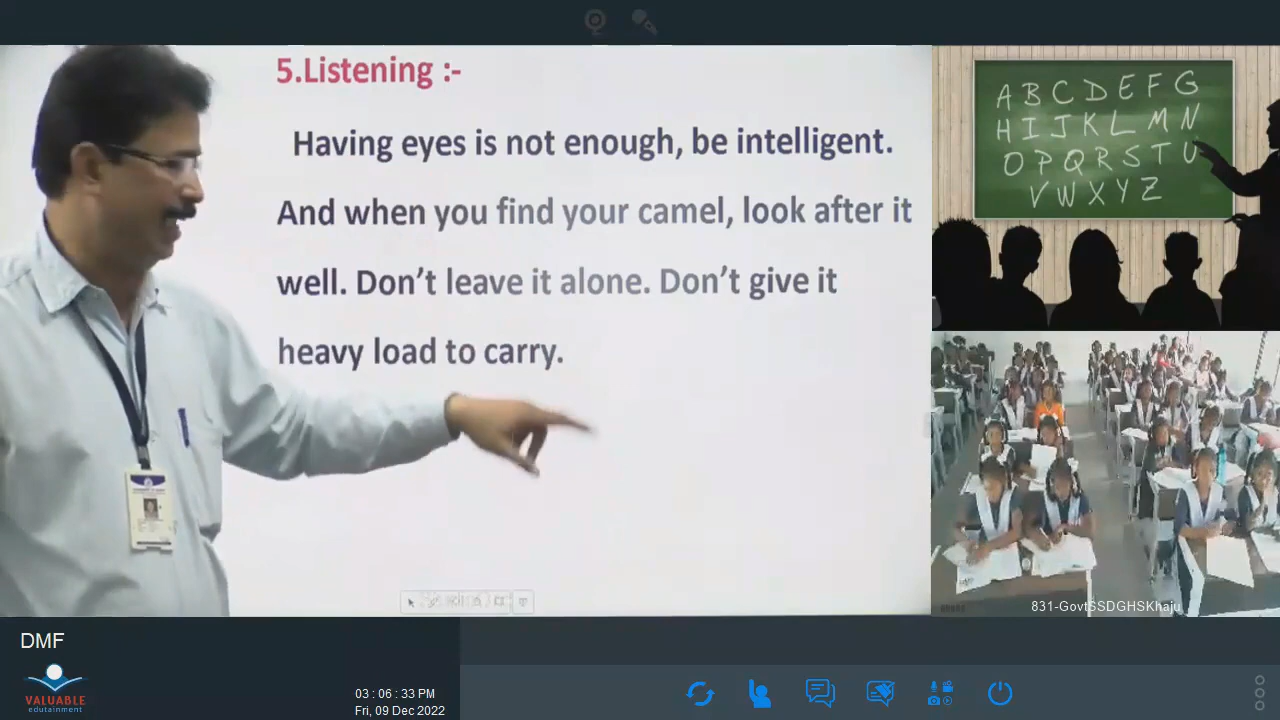 5.Listening :-
Having eyes is not enough, be intelligent.
And when you find your camel, look after it
well. Don’t leave it alone. Don’t give it
heavy load to carry.
A B C D E F G
H I J K L M N
O P Q R S T U
V W X Y Z
831-GovtSSDGHSKhaju
DMF
VALUABLE
edutainment
03 : 06 : 33 PM
Fri, 09 Dec 2022